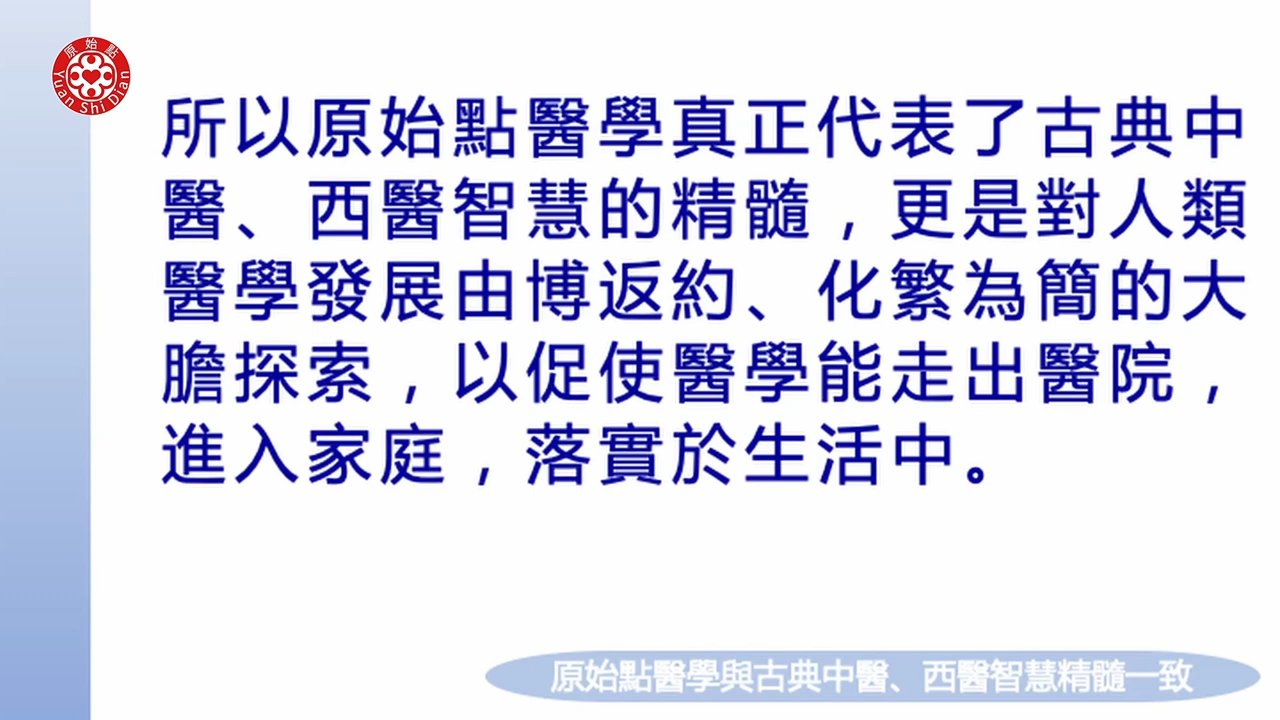 原始點
Yuan Shi Dian
所以原始點醫學真正代表了古典中
醫、西醫智慧的精髓，更是對人類
醫學發展由博返約、化繁為簡的大
膽探索，以促使醫學能走出醫院，
進入家庭，落實於生活中。
原始點醫學與古典中醫、西醫智慧精髓一致